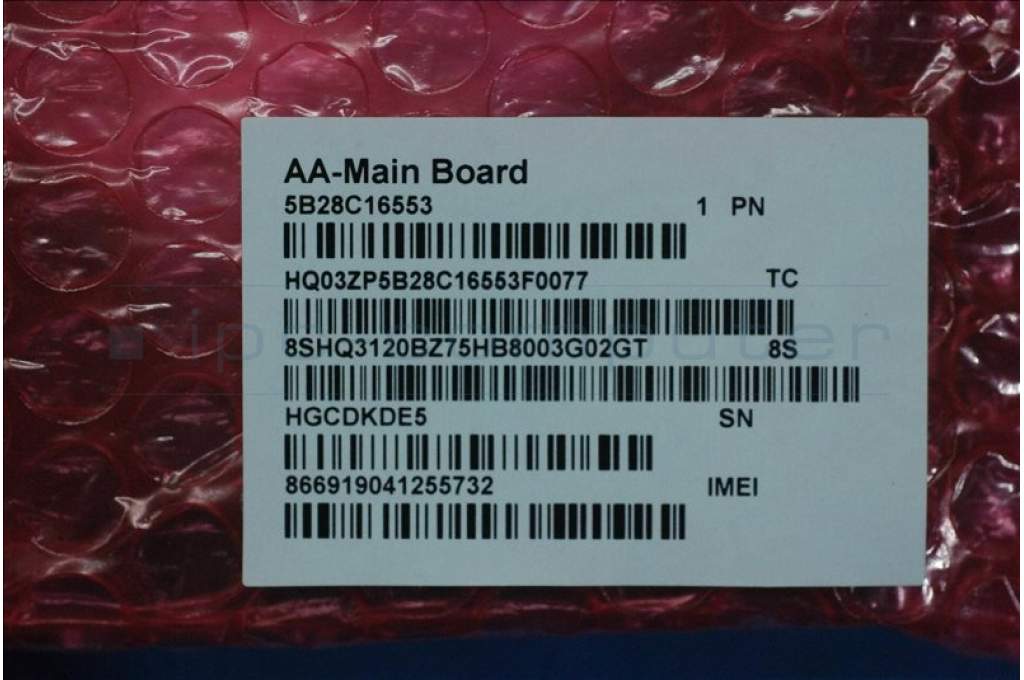 AA-Main Board
5B28C16553 1 PN
HQ03ZP5B28C16553F0077 TC
8SHQ3120BZ75HB8003G02GT 8S
HGCDKDE5 SN
866919041255732 IMEI